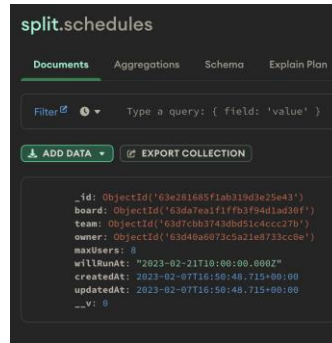 split.schedules
Documents Aggregations Schema Explain Plan
Filter Type a query: { field: 'value' }
ADD DATA EXPORT COLLECTION
_id: ObjectId('63e281685f1ab319d3e25e43')
board: ObjectId('63da7ea1f1ffb3f94d1ad30f')
team: ObjectId('63d7cbb3743dbd51c4ccc27b')
owner: ObjectId('63d40a6073c5a21e8733cc0e')
maxUsers: 8
willRunAt: "2023-02-21T10:00:00.000Z"
createdAt: 2023-02-07T16:50:48.715+00:00
updatedAt: 2023-02-07T16:50:48.715+00:00
__v: 0